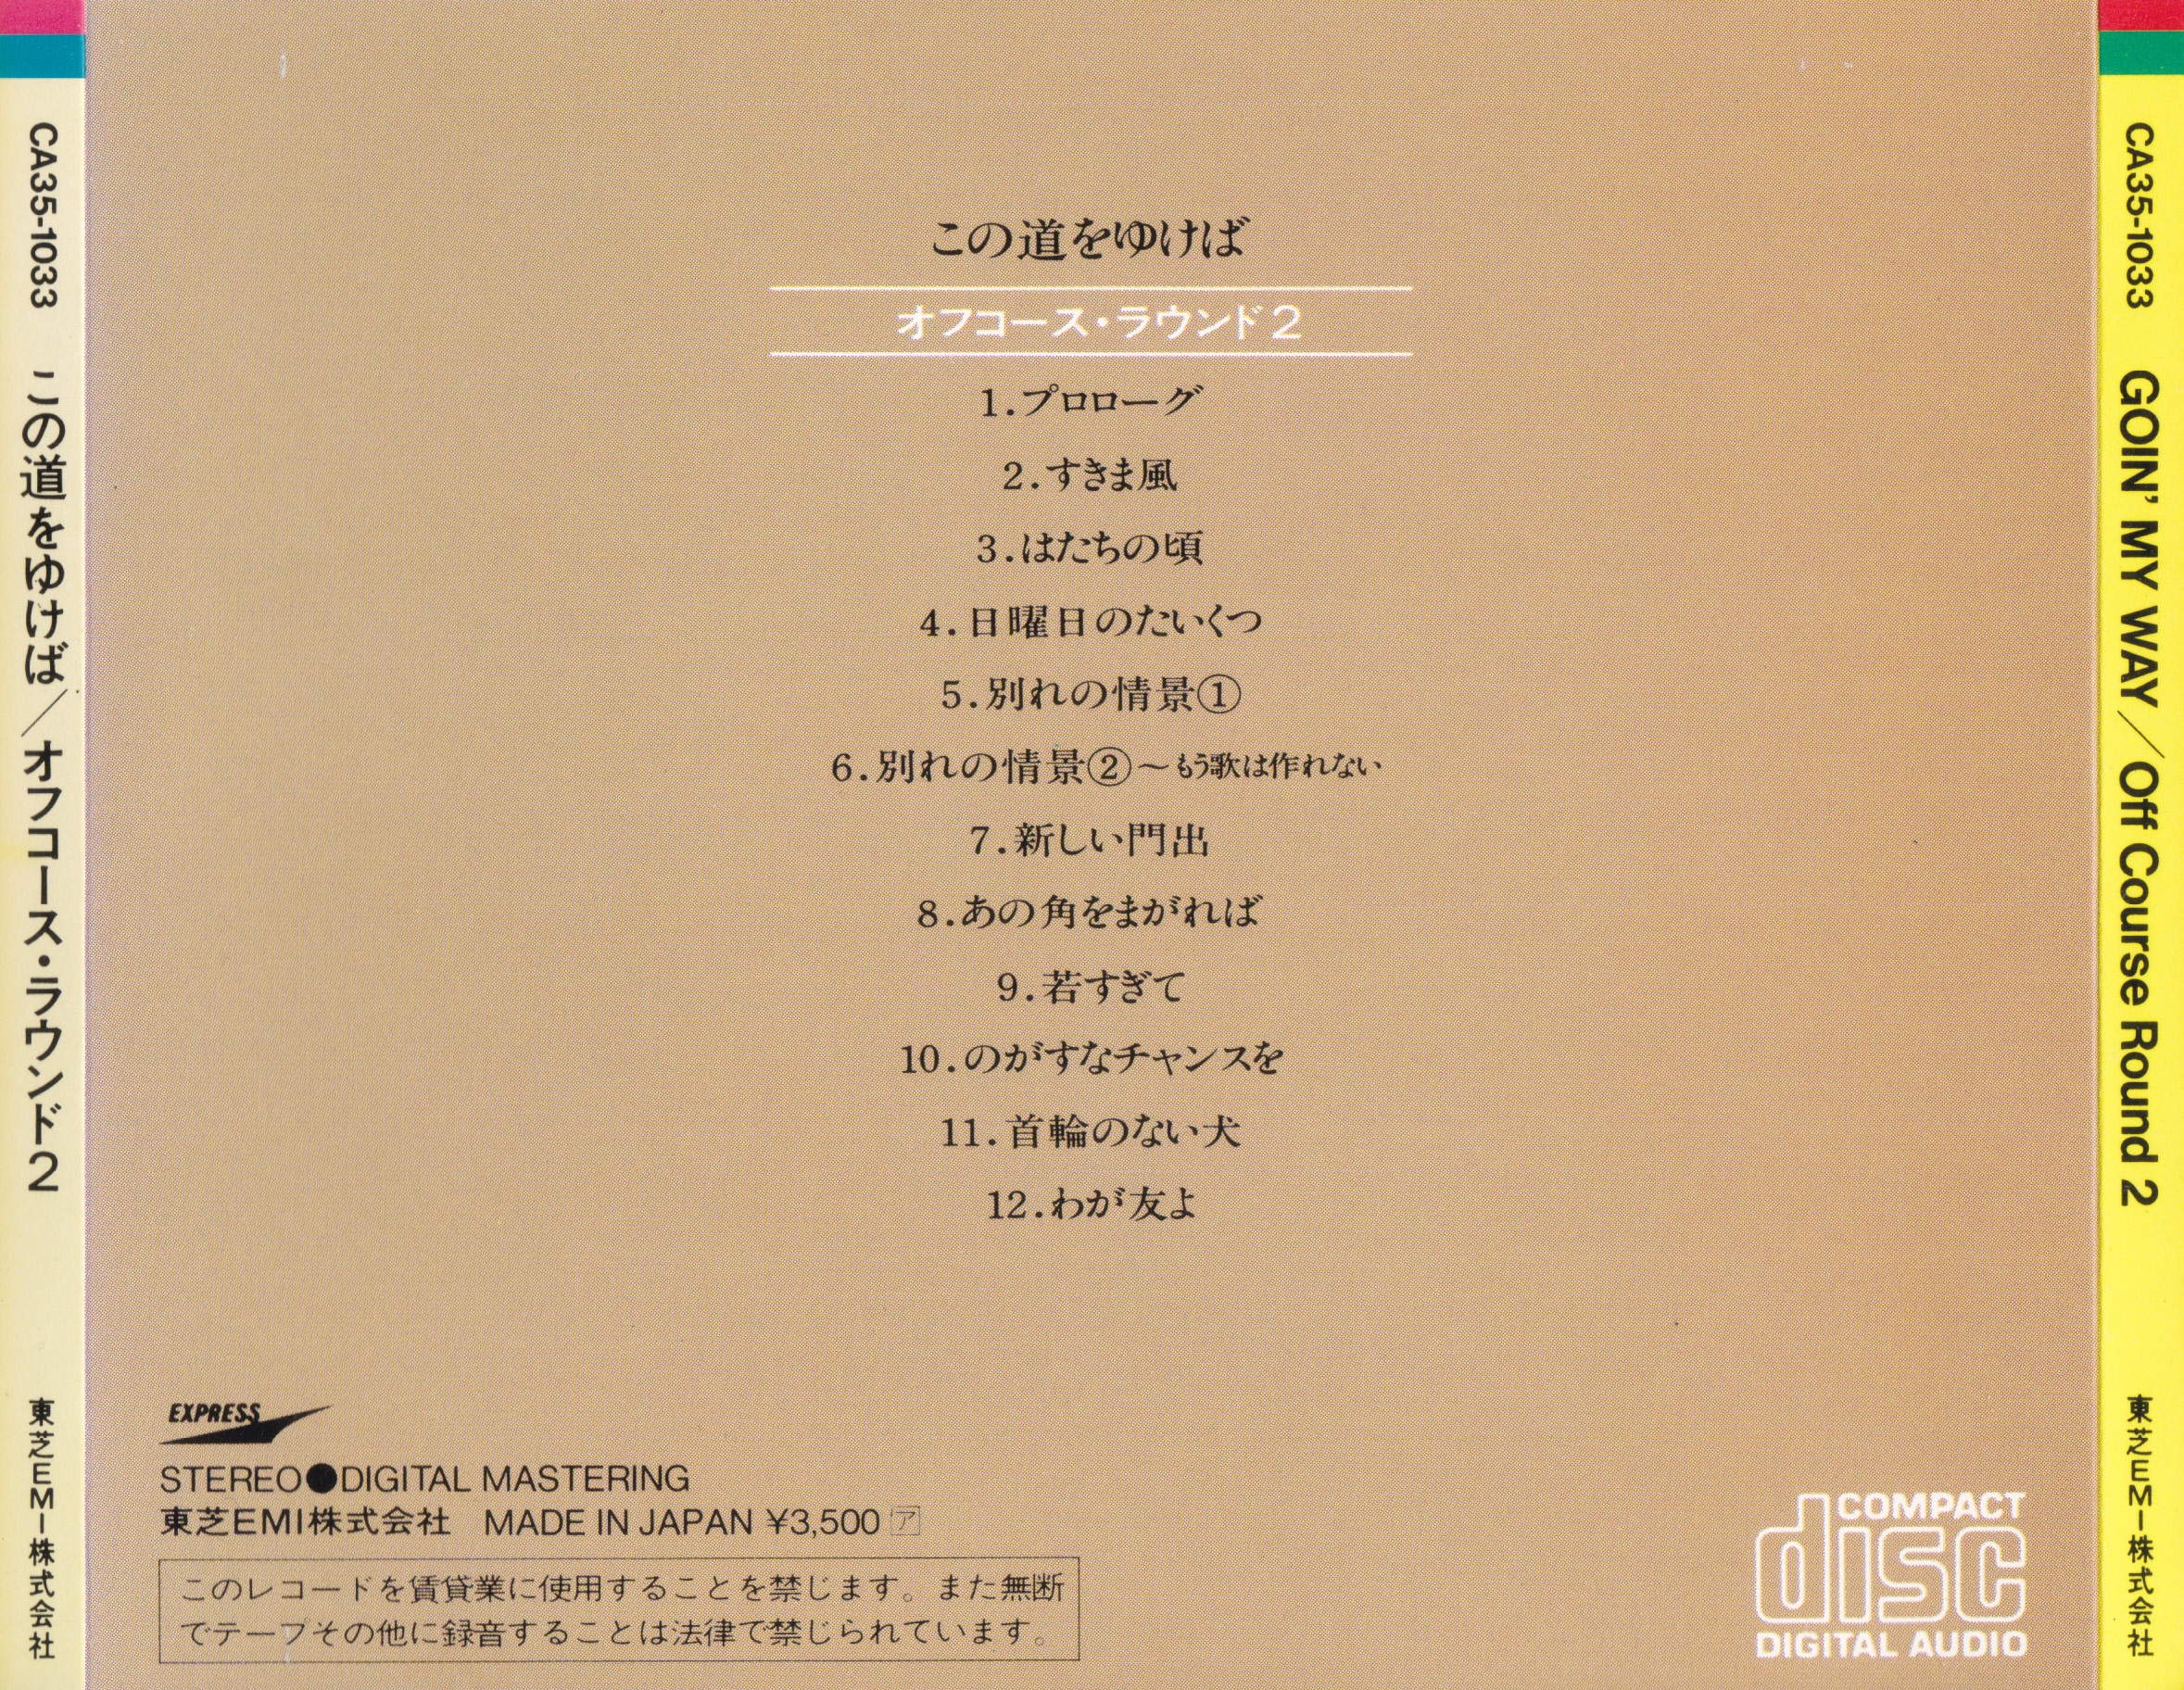 CA35-1033 この道をゆけば／オフコース・ラウンド2 東芝EMI株式会社
この道をゆけば
オフコース・ラウンド2
1.プロローグ
2.すきま風
3.はたちの頃
4.日曜日のたいくつ
5.別れの情景①
6.別れの情景②～もう歌は作れない
7.新しい門出
8.あの角をまがれば
9.若すぎて
10.のがすなチャンスを
11.首輪のない犬
12.わが友よ
EXPRESS
STEREO●DIGITAL MASTERING
東芝EMI株式会社 MADE IN JAPAN ¥3,500 ア
このレコードを賃貸業に使用することを禁じます。また無断
でテープその他に録音することは法律で禁じられています。
COMPACT
disc
DIGITAL AUDIO
CA35-1033 GOIN' MY WAY／Off Course Round 2 東芝EMI株式会社